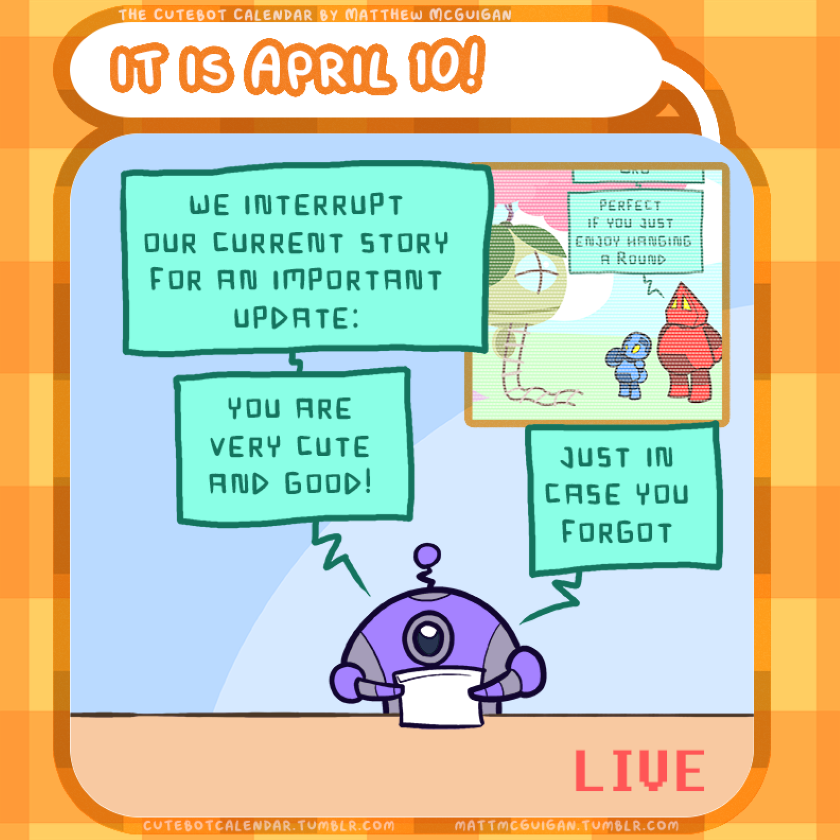 THE CUTEBOT CALENDAR BY MATTHEW MCGUIGAN
IT IS APRIL 10!
WE INTERRUPT
OUR CURRENT STORY
FOR AN IMPORTANT
UPDATE:
PERFECT
IF YOU JUST
ENJOY HANGING
A ROUND
YOU ARE
VERY CUTE
AND GOOD!
JUST IN
CASE YOU
FORGOT
LIVE
CUTEBOTCALENDAR.TUMBLR.COM
MATTMCGUIGAN.TUMBLR.COM